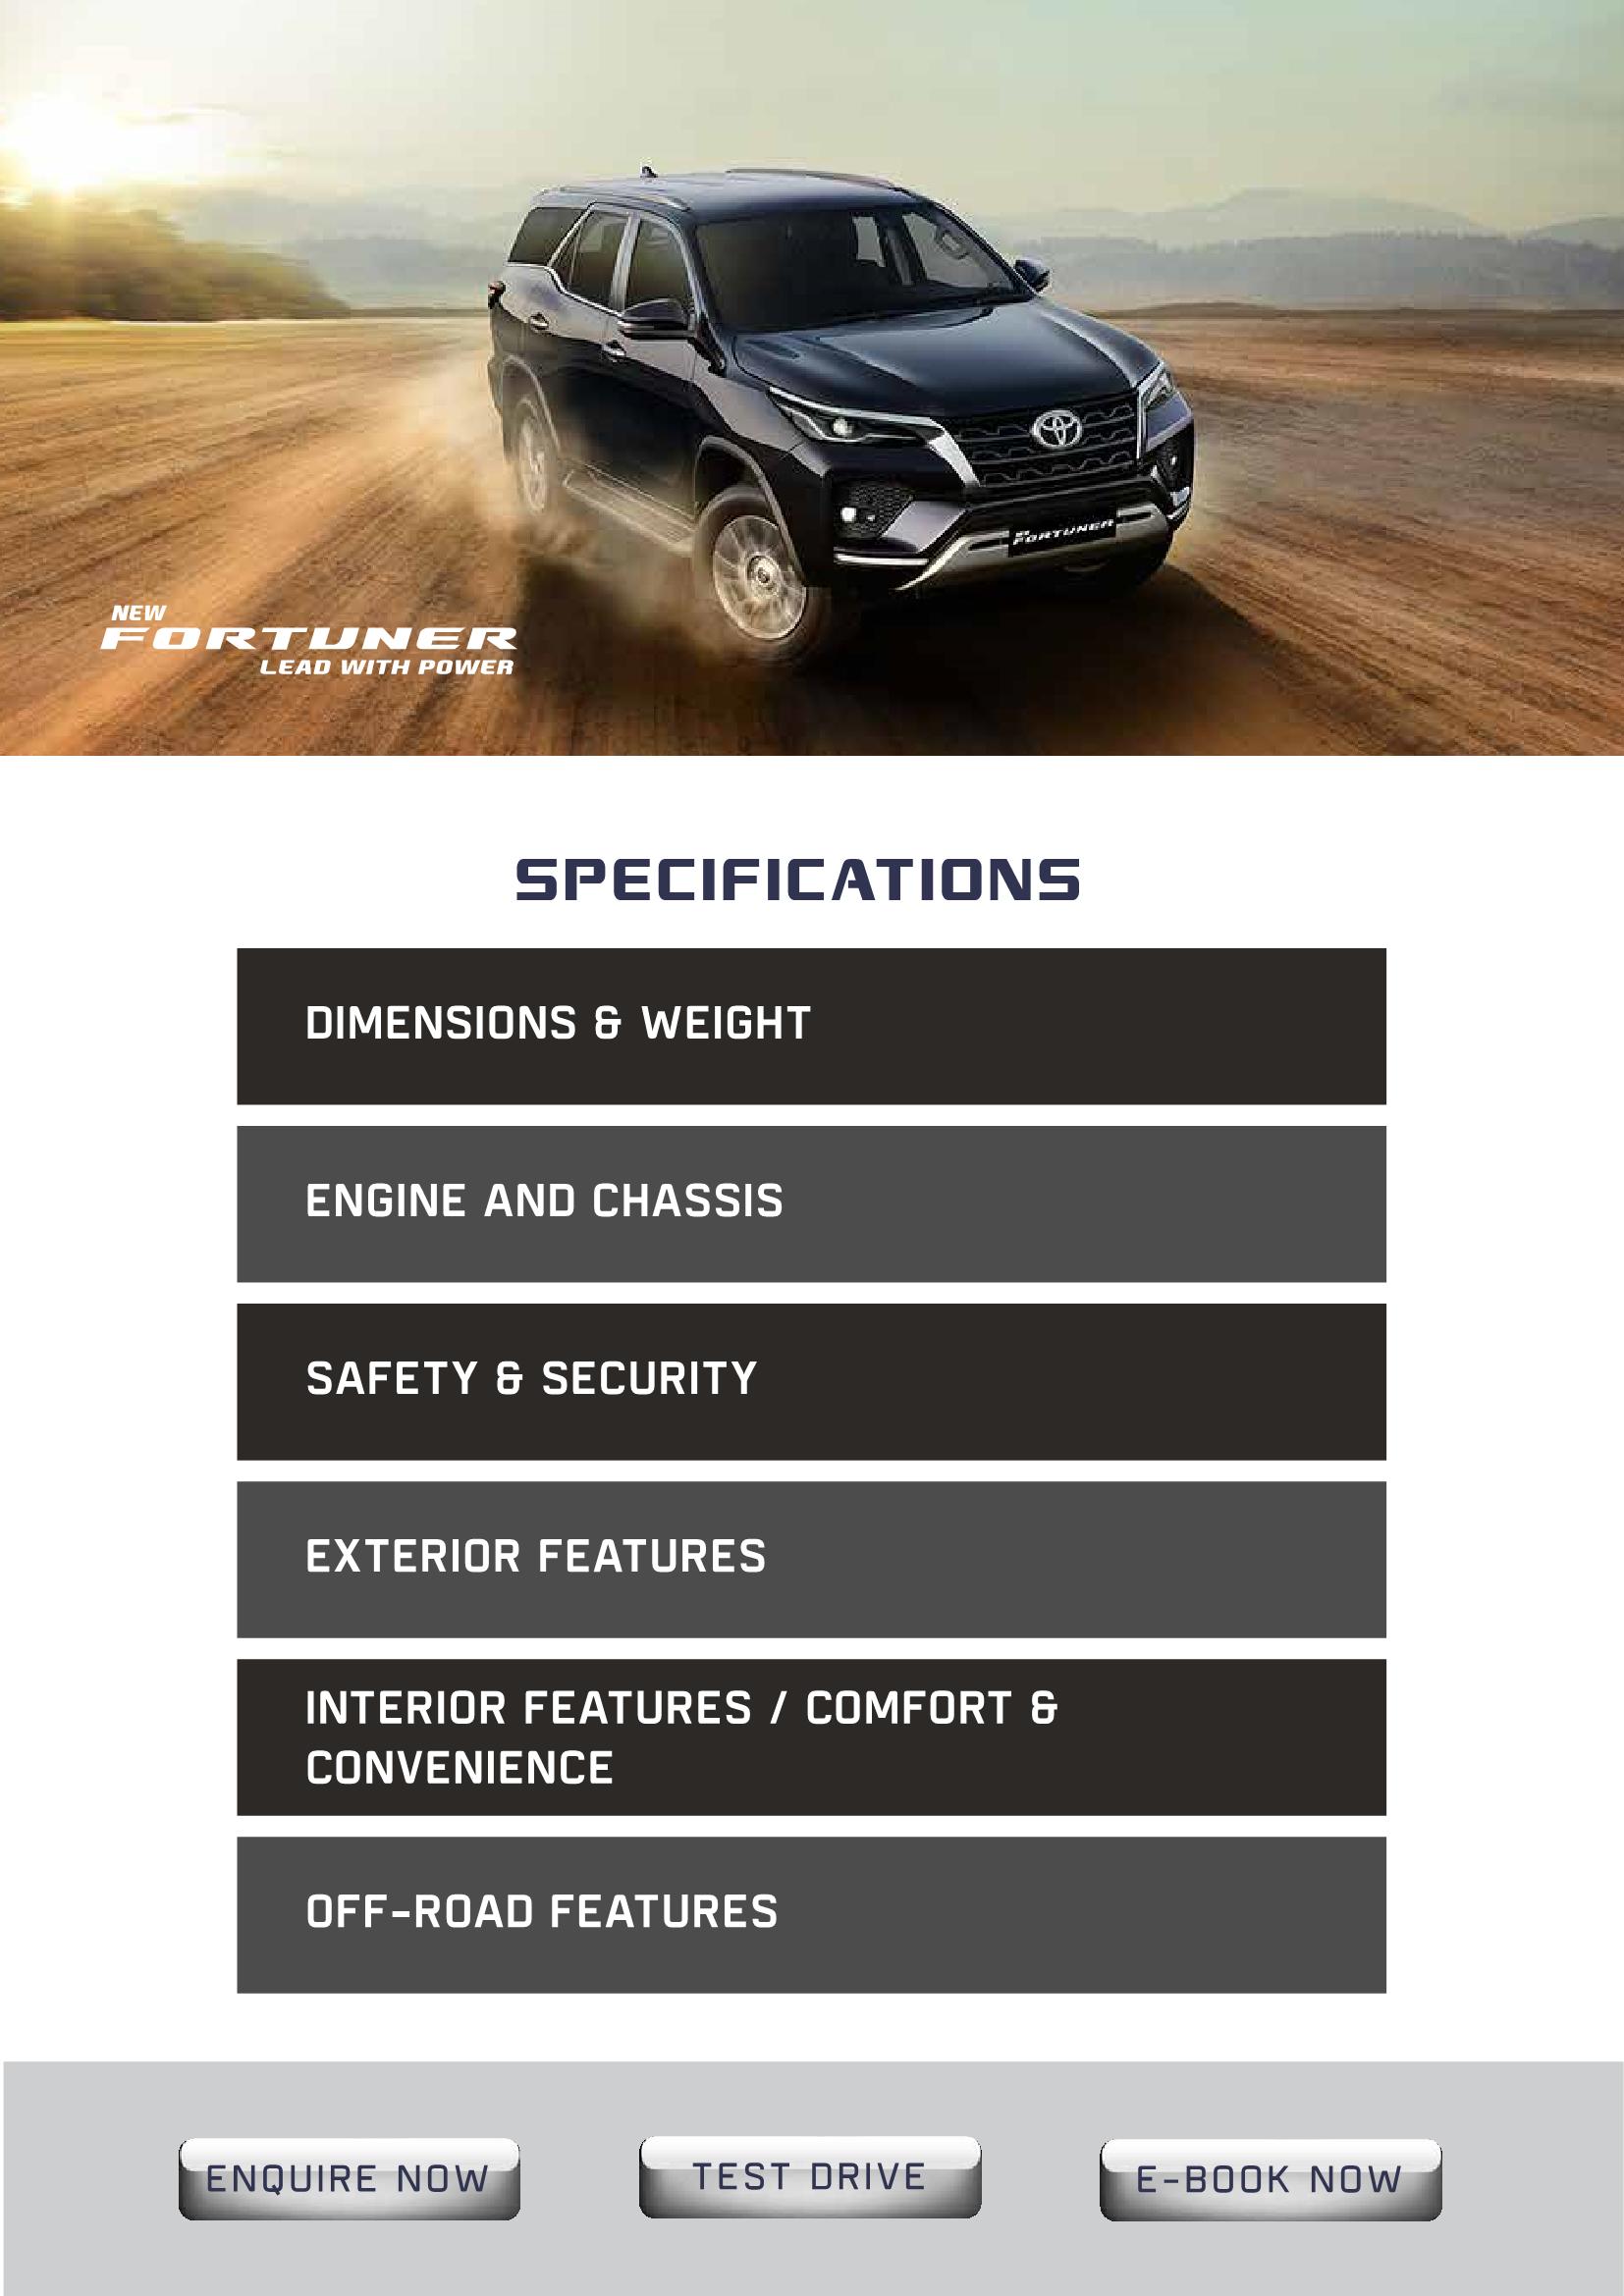 FORTUNER
NEW
FORTUNER
LEAD WITH POWER
SPECIFICATIONS
DIMENSIONS & WEIGHT
ENGINE AND CHASSIS
SAFETY & SECURITY
EXTERIOR FEATURES
INTERIOR FEATURES / COMFORT &
CONVENIENCE
OFF-ROAD FEATURES
ENQUIRE NOW
TEST DRIVE
E-BOOK NOW